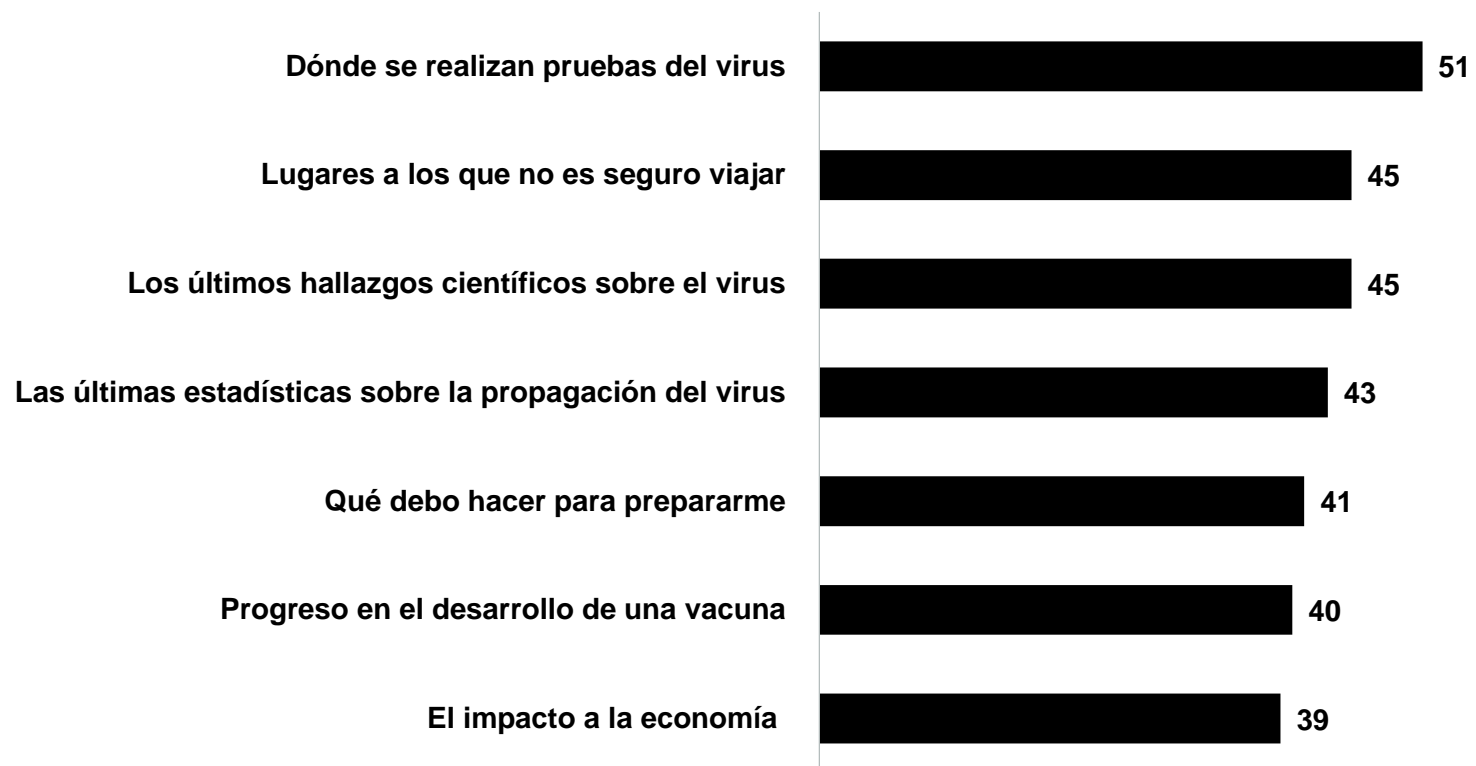 Dónde se realizan pruebas del virus 51
Lugares a los que no es seguro viajar 45
Los últimos hallazgos científicos sobre el virus 45
Las últimas estadísticas sobre la propagación del virus 43
Qué debo hacer para prepararme 41
Progreso en el desarrollo de una vacuna 40
El impacto a la economía 39